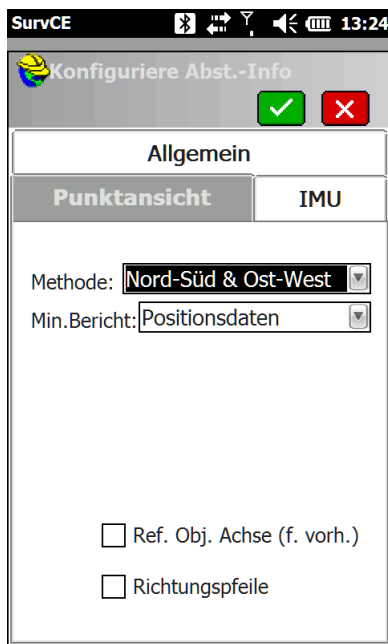 SurvCE 13:24
Konfiguriere Abst.-Info
Allgemein
Punktansicht IMU
Methode: Nord-Süd & Ost-West
Min.Bericht: Positionsdaten
Ref. Obj. Achse (f. vorh.)
Richtungspfeile